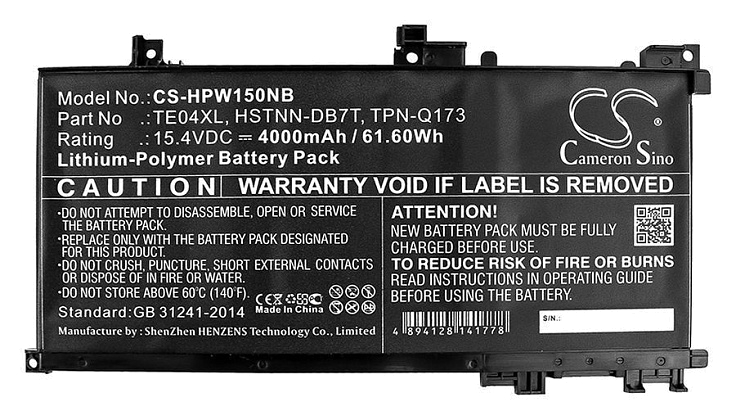 Model No.: CS-HPW150NB
Part No : TE04XL, HSTNN-DB7T, TPN-Q173
Rating : 15.4VDC ⎓ 4000mAh / 61.60Wh
Lithium-Polymer Battery Pack
CS
Cameron Sino
CAUTION WARRANTY VOID IF LABEL IS REMOVED
•DO NOT ATTEMPT TO DISASSEMBLE, OPEN OR SERVICE
THE BATTERY PACK.
•REPLACE ONLY WITH THE BATTERY PACK DESIGNATED
FOR THIS PRODUCT.
•DO NOT CRUSH, PUNCTURE, SHORT EXTERNAL CONTACTS
OR DISPOSE OF IN FIRE OR WATER.
•DO NOT STORE ABOVE 60°C (140°F).
Standard: GB 31241-2014
Made In China
Manufacturer by : ShenZhen HENZENS Technology Co., Limited
ATTENTION!
NEW BATTERY PACK MUST BE FULLY
CHARGED BEFORE USE.
TO REDUCE RISK OF FIRE OR BURNS
READ INSTRUCTIONS IN OPERATING GUIDE
BEFORE USING THE BATTERY.
4 894128 141778
S/N.: